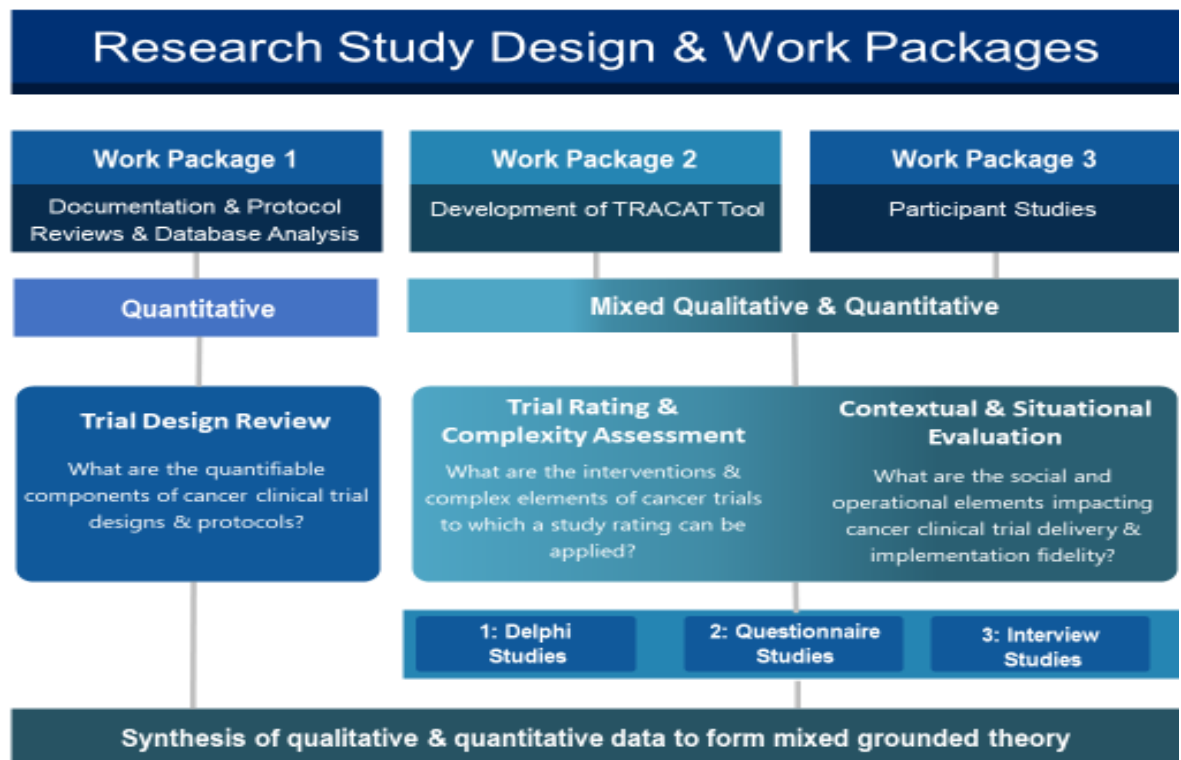 Research Study Design & Work Packages
Work Package 1
Documentation & Protocol
Reviews & Database Analysis
Work Package 2
Development of TRACAT Tool
Work Package 3
Participant Studies
Quantitative
Mixed Qualitative & Quantitative
Trial Design Review
What are the quantifiable
components of cancer clinical trial
designs & protocols?
Trial Rating &
Complexity Assessment
What are the interventions &
complex elements of cancer trials
to which a study rating can be
applied?
Contextual & Situational
Evaluation
What are the social and
operational elements impacting
cancer clinical trial delivery &
implementation fidelity?
1: Delphi
Studies
2: Questionnaire
Studies
3: Interview
Studies
Synthesis of qualitative & quantitative data to form mixed grounded theory